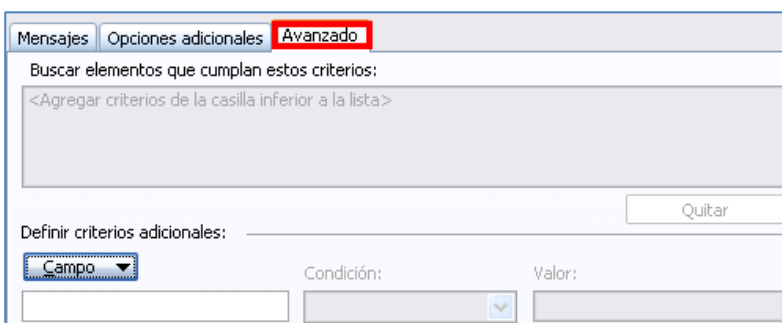 Mensajes Opciones adicionales Avanzado
Buscar elementos que cumplan estos criterios:
<Agregar criterios de la casilla inferior a la lista>
Quitar
Definir criterios adicionales:
Campo
Condición: Valor: